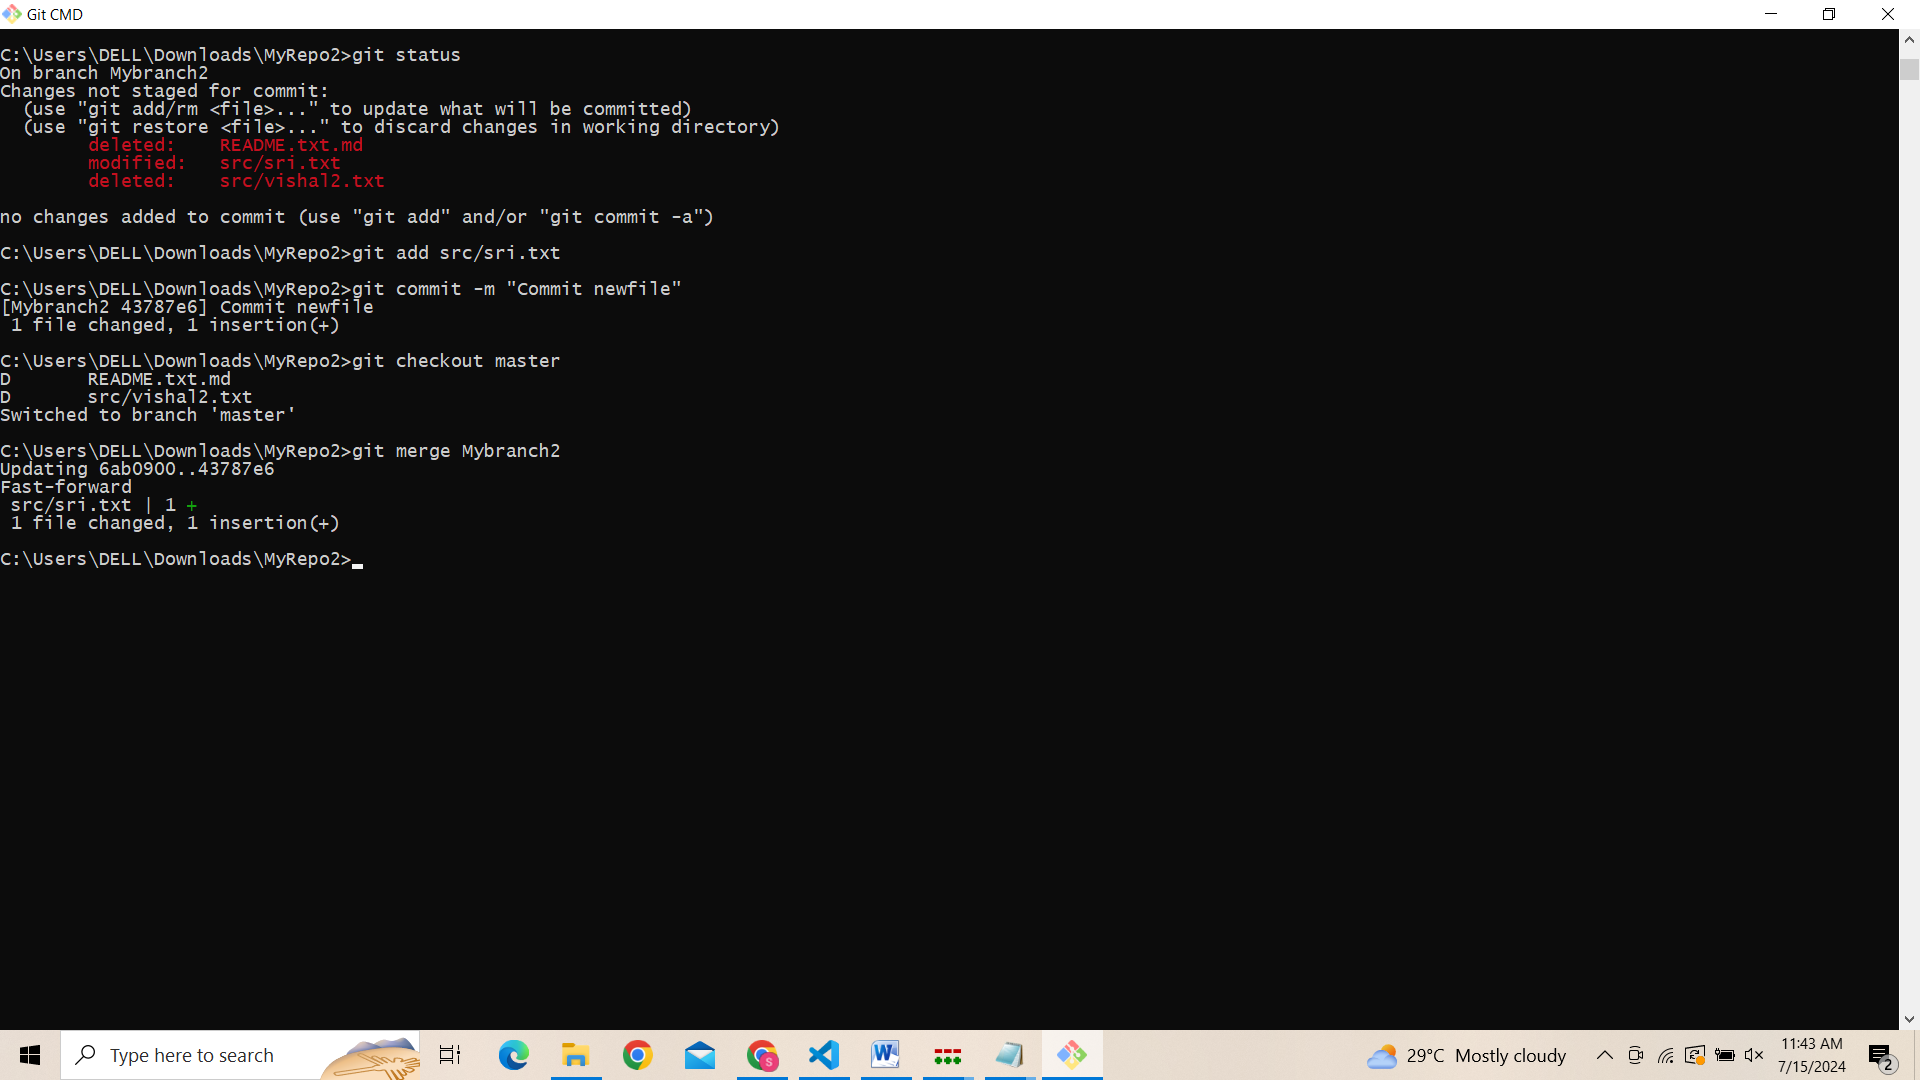 Git CMD
C:\Users\DELL\Downloads\MyRepo2>git status
On branch Mybranch2
Changes not staged for commit:
  (use "git add/rm <file>..." to update what will be committed)
  (use "git restore <file>..." to discard changes in working directory)
        deleted:    README.txt.md
        modified:   src/sri.txt
        deleted:    src/vishal2.txt
no changes added to commit (use "git add" and/or "git commit -a")
C:\Users\DELL\Downloads\MyRepo2>git add src/sri.txt
C:\Users\DELL\Downloads\MyRepo2>git commit -m "Commit newfile"
[Mybranch2 43787e6] Commit newfile
 1 file changed, 1 insertion(+)
C:\Users\DELL\Downloads\MyRepo2>git checkout master
D       README.txt.md
D       src/vishal2.txt
Switched to branch 'master'
C:\Users\DELL\Downloads\MyRepo2>git merge Mybranch2
Updating 6ab0900..43787e6
Fast-forward
 src/sri.txt | 1 +
 1 file changed, 1 insertion(+)
C:\Users\DELL\Downloads\MyRepo2>
Type here to search
S
W
29°C Mostly cloudy
11:43 AM
7/15/2024
2